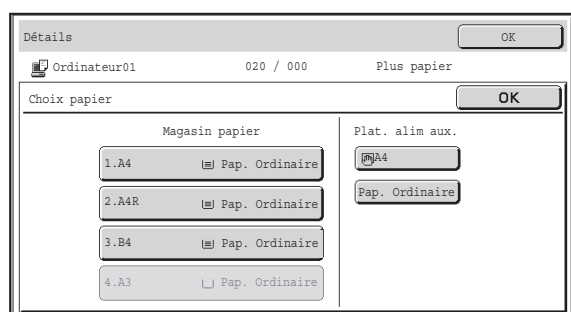 Détails OK
Ordinateur01 020 / 000 Plus papier
Choix papier OK
Magasin papier Plat. alim aux.
1.A4 Pap. Ordinaire A4
2.A4R Pap. Ordinaire Pap. Ordinaire
3.B4 Pap. Ordinaire
4.A3 Pap. Ordinaire